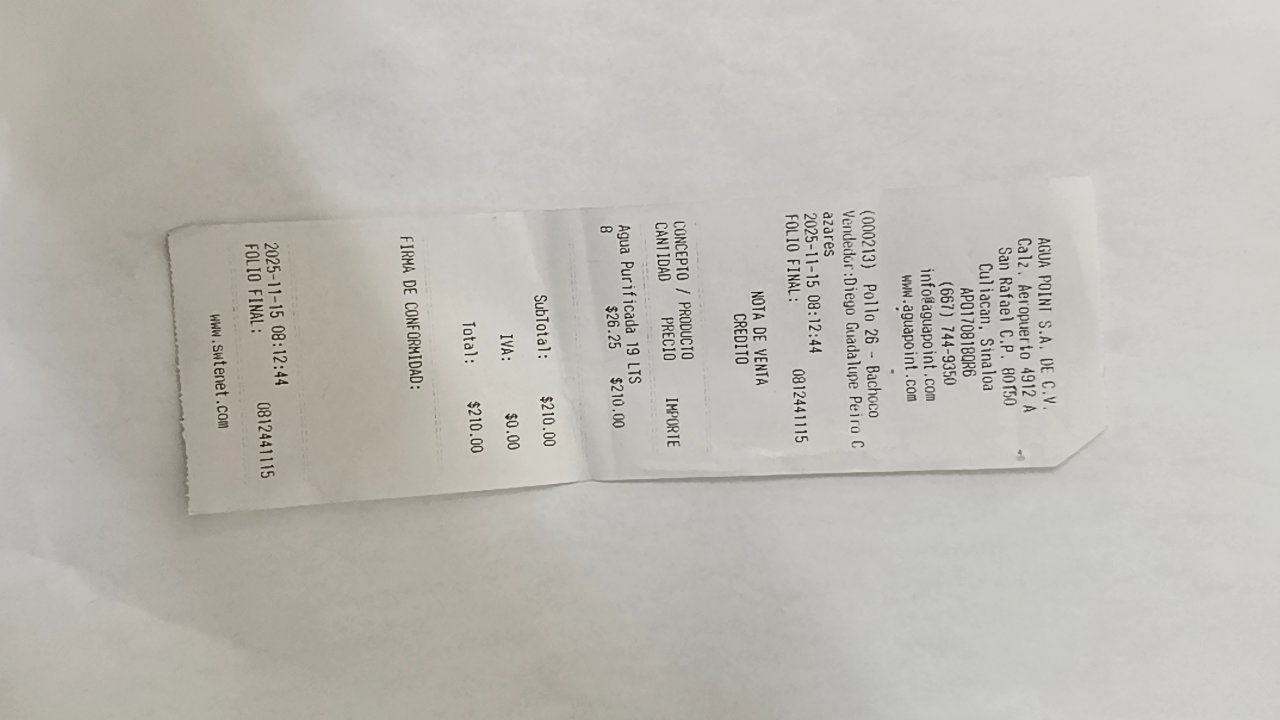 AGUA POINT S.A. DE C.V.
Calz. Aeropuerto 4912 A
San Rafael C.P. 80150
Culiacan, Sinaloa
APO170818QR6
(667) 744-9350
info@aguapoint.com
www.aguapoint.com
(000213) Pollo 26 - Bachoco
Vendedor:Diego Guadalupe Peiro C
azares
2025-11-15 08:12:44
FOLIO FINAL: 0812441115
NOTA DE VENTA
CREDITO
CONCEPTO / PRODUCTO
CANTIDAD PRECIO IMPORTE
Agua Purificada 19 LTS
8 $26.25 $210.00
SubTotal: $210.00
IVA: $0.00
Total: $210.00
FIRMA DE CONFORMIDAD:
2025-11-15 08:12:44
FOLIO FINAL: 0812441115
www.swtenet.com